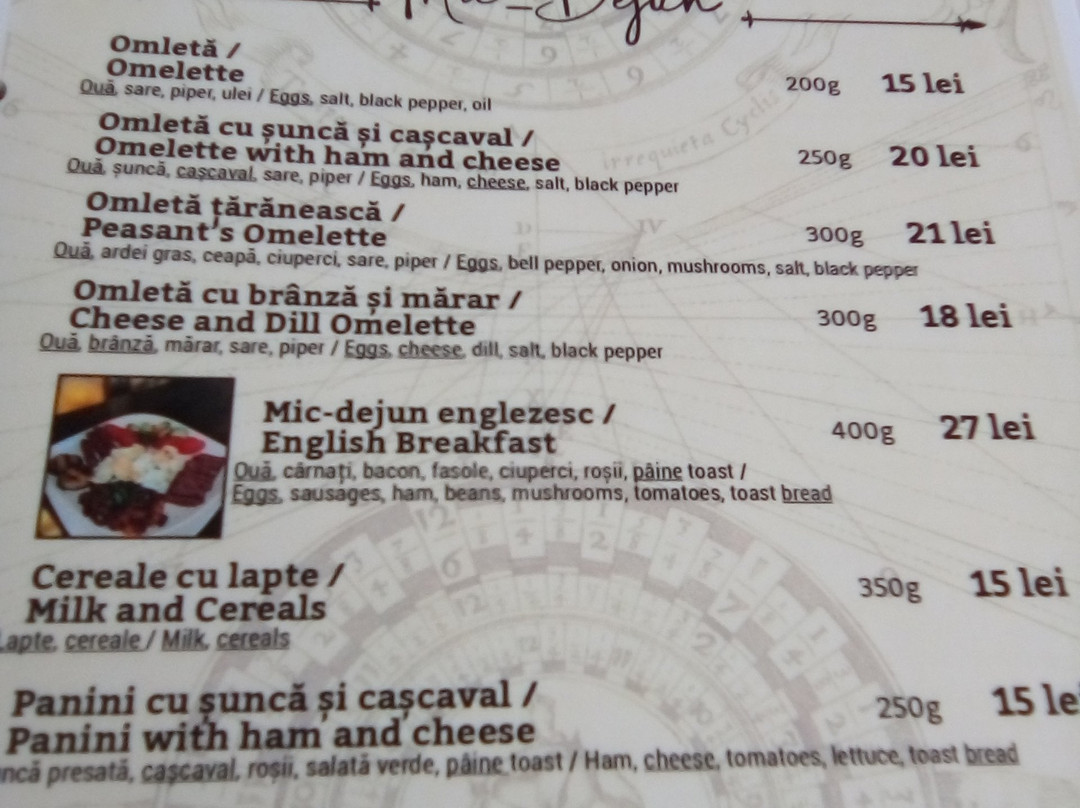 Mic-Dejun
Omletă /
Omelette
Ouă, sare, piper, ulei / Eggs, salt, black pepper, oil
200g 15 lei
Omletă cu șuncă și cașcaval /
Omelette with ham and cheese
Ouă, șuncă, cașcaval, sare, piper / Eggs, ham, cheese, salt, black pepper
250g 20 lei
Omletă țărănească /
Peasant's Omelette
Ouă, ardei gras, ceapă, ciuperci, sare, piper / Eggs, bell pepper, onion, mushrooms, salt, black pepper
300g 21 lei
Omletă cu brânză și mărar /
Cheese and Dill Omelette
Ouă, brânză, mărar, sare, piper / Eggs, cheese, dill, salt, black pepper
300g 18 lei
Mic-dejun englezesc /
English Breakfast
Ouă, cârnați, bacon, fasole, ciuperci, roșii, pâine toast /
Eggs, sausages, ham, beans, mushrooms, tomatoes, toast bread
400g 27 lei
Cereale cu lapte /
Milk and Cereals
Lapte, cereale / Milk, cereals
350g 15 lei
Panini cu șuncă și cașcaval /
Panini with ham and cheese
ncă presată, cașcaval, roșii, salată verde, pâine toast / Ham, cheese, tomatoes, lettuce, toast bread
250g 15 le
irrequieta Cyclis
IV